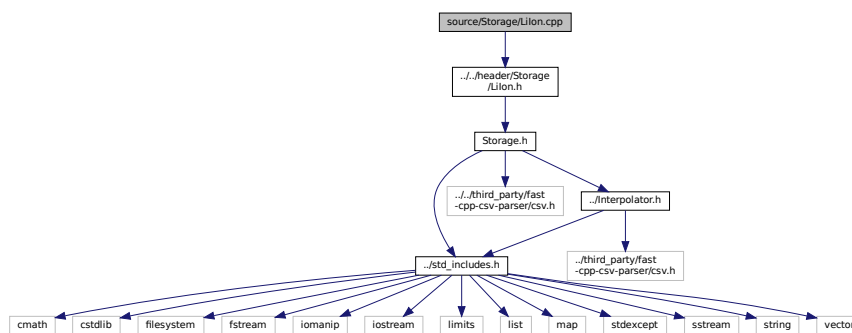 source/Storage/LiIon.cpp
../../header/Storage
/LiIon.h
Storage.h
../../third_party/fast
-cpp-csv-parser/csv.h
../Interpolator.h
../third_party/fast
-cpp-csv-parser/csv.h
../std_includes.h
cmath
cstdlib
filesystem
fstream
iomanip
iostream
limits
list
map
stdexcept
sstream
string
vector